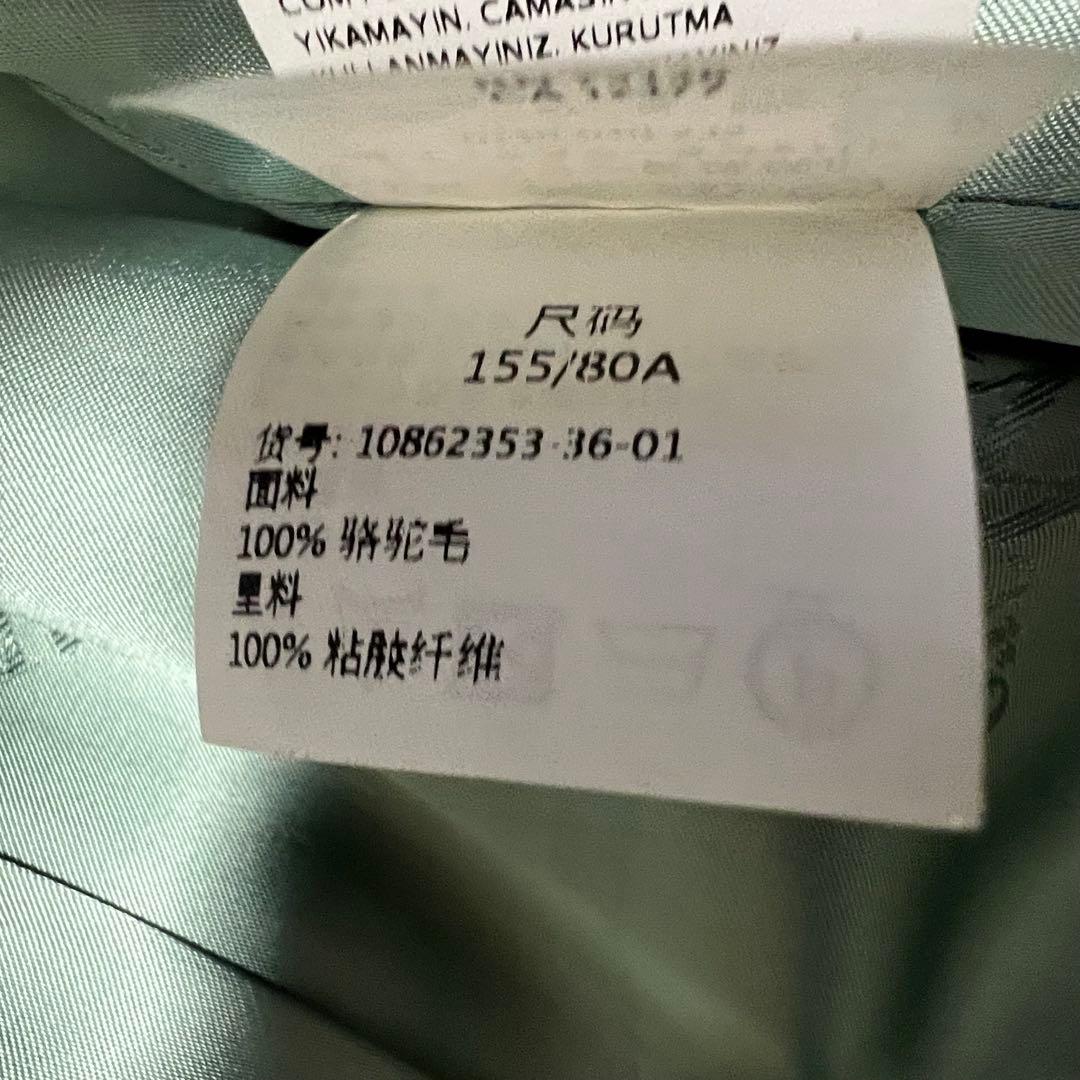 YIKAMAYIN. ÇAMAŞIR
KULLANMAYINIZ. KURUTMA
尺码
155/80A
货号: 10862353-36-01
面料
100% 骆驼毛
里料
100% 粘胶纤维